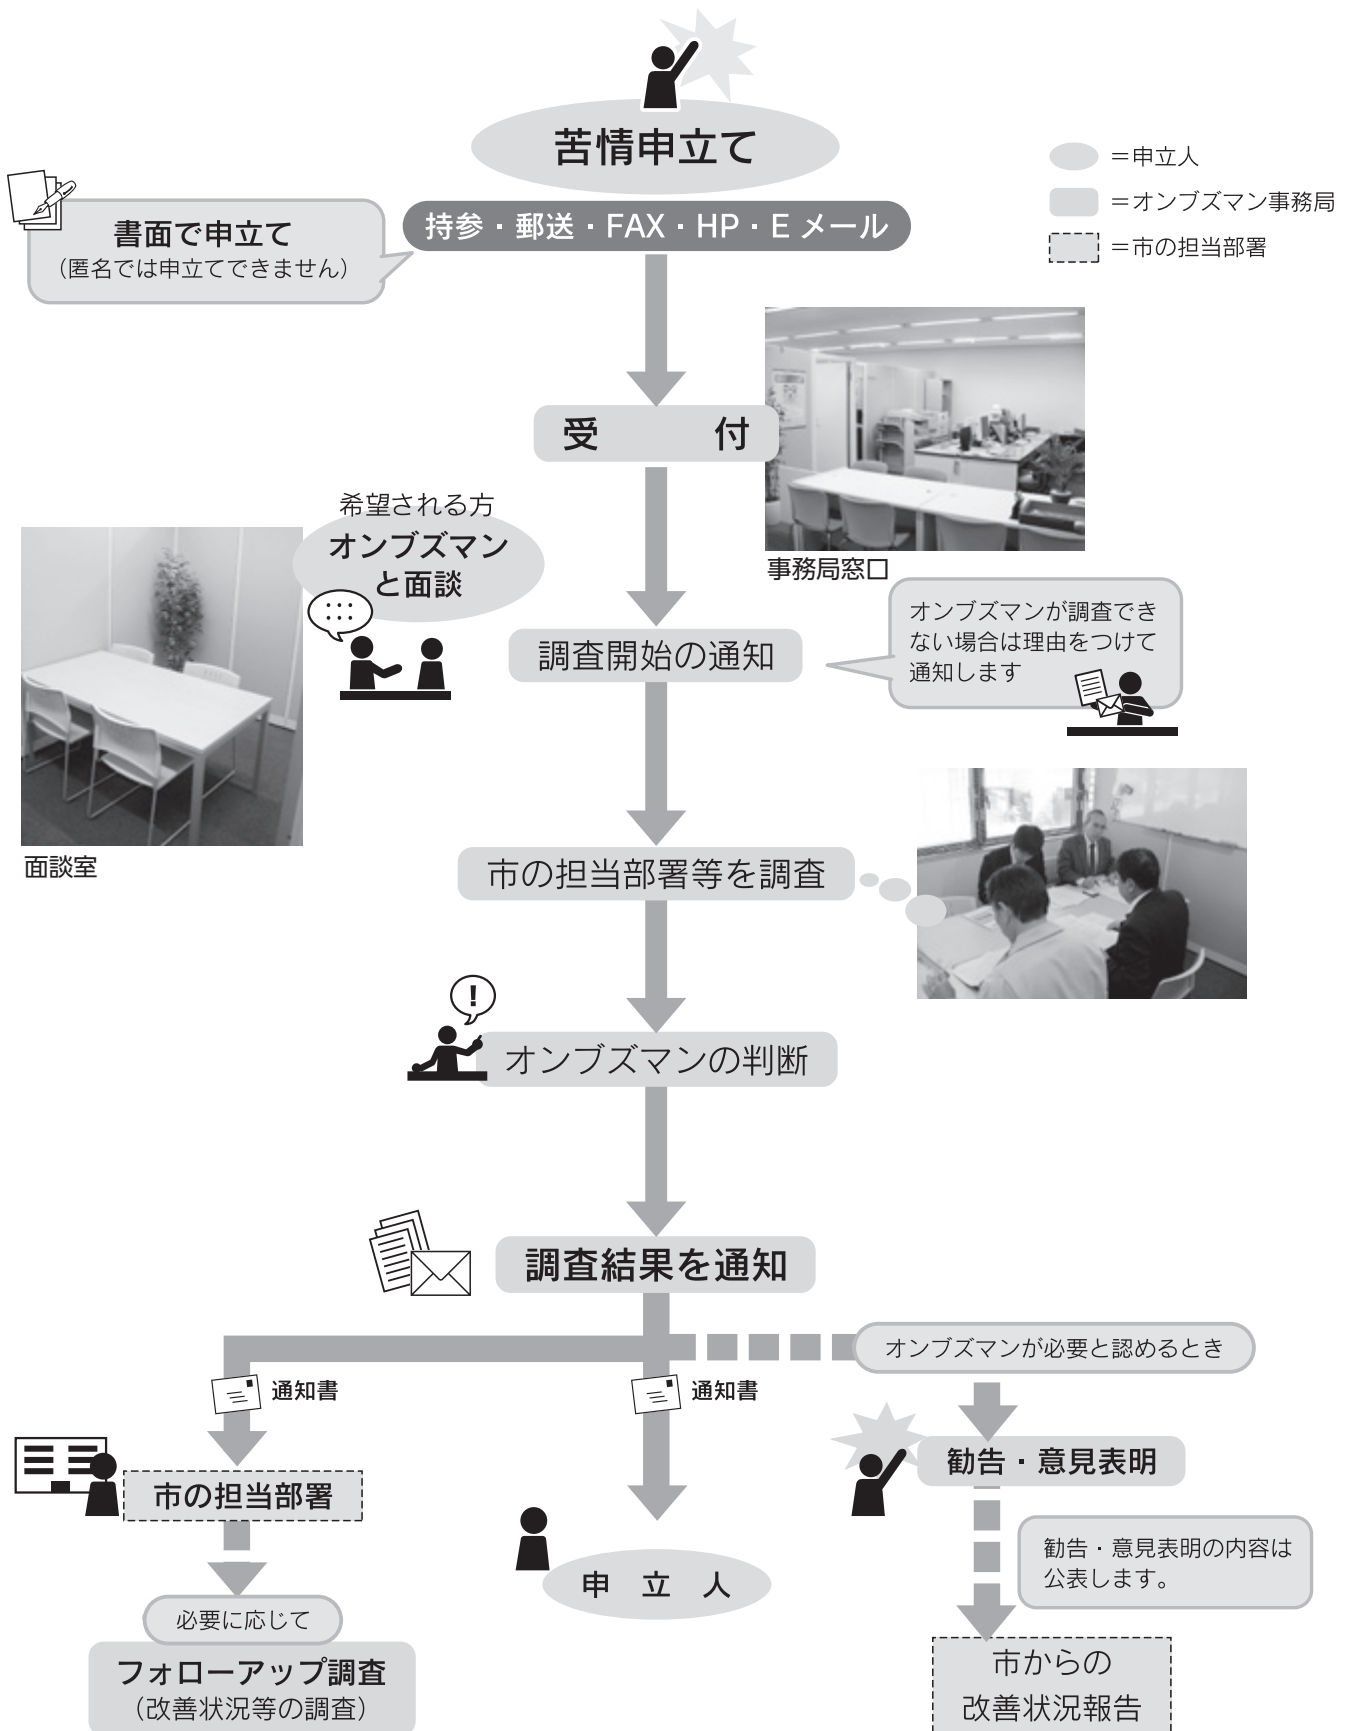 苦情申立て
持参・郵送・FAX・HP・E メール
書面で申立て
（匿名では申立てできません）
＝申立人
＝オンブズマン事務局
＝市の担当部署
受　付
事務局窓口
希望される方
オンブズマン
と面談
面談室
調査開始の通知
オンブズマンが調査でき
ない場合は理由をつけて
通知します
市の担当部署等を調査
!
オンブズマンの判断
調査結果を通知
オンブズマンが必要と認めるとき
通知書
通知書
勧告・意見表明
市の担当部署
勧告・意見表明の内容は
公表します。
申　立　人
必要に応じて
フォローアップ調査
（改善状況等の調査）
市からの
改善状況報告